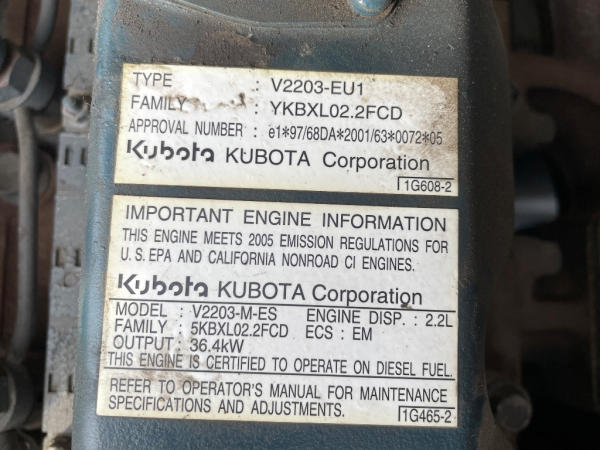 TYPE : V2203-EU1
FAMILY : YKBXL02.2FCD
APPROVAL NUMBER : e1*97/68DA*2001/63*0072*05
Kubota KUBOTA Corporation
1G608-2
IMPORTANT ENGINE INFORMATION
THIS ENGINE MEETS 2005 EMISSION REGULATIONS FOR
U.S. EPA AND CALIFORNIA NONROAD CI ENGINES.
Kubota KUBOTA Corporation
MODEL : V2203-M-ES ENGINE DISP. : 2.2L
FAMILY : 5KBXL02.2FCD ECS : EM
OUTPUT : 36.4kW
THIS ENGINE IS CERTIFIED TO OPERATE ON DIESEL FUEL.
REFER TO OPERATOR'S MANUAL FOR MAINTENANCE
SPECIFICATIONS AND ADJUSTMENTS.
1G465-2